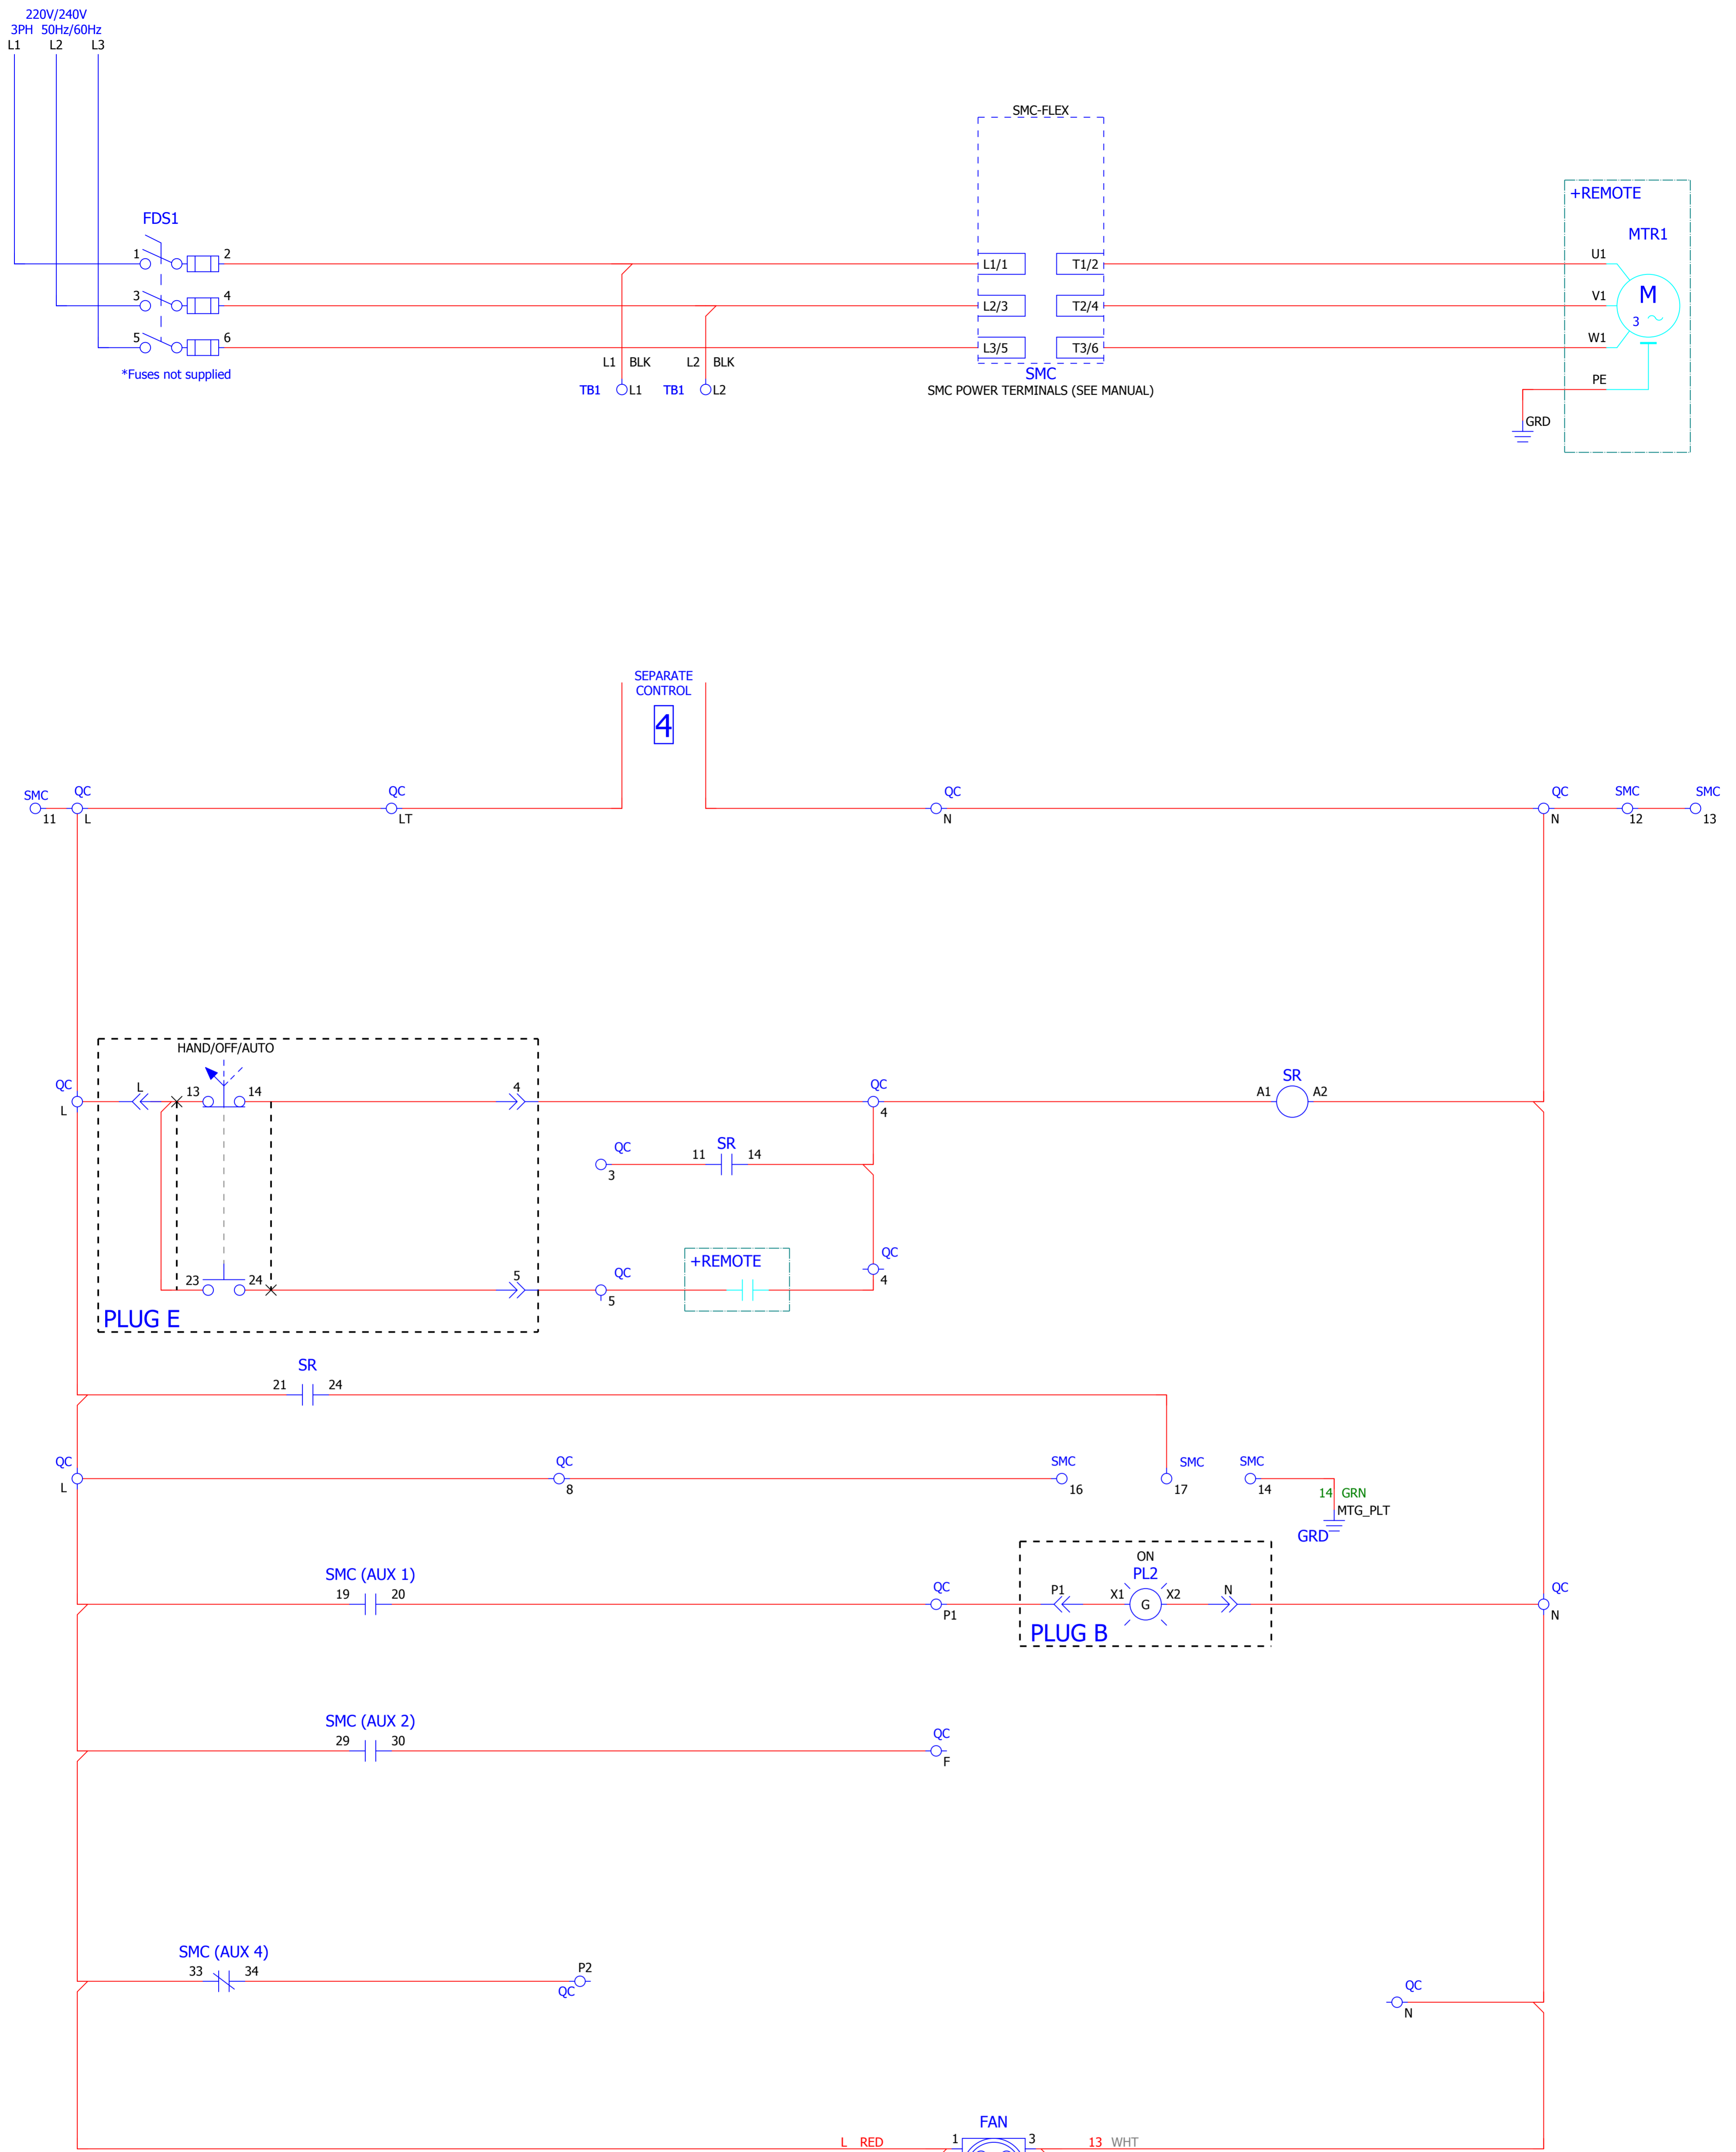 220V/240V
3PH 50Hz/60Hz
L1 L2 L3
SMC-FLEX
+REMOTE
FDS1
MTR1
1 2 L1/1 T1/2 U1
3 4 L2/3 T2/4 V1 M
3
5 6 L3/5 T3/6 W1
L1 BLK L2 BLK
*Fuses not supplied
SMC
PE
TB1 L1 TB1 L2
SMC POWER TERMINALS (SEE MANUAL)
GRD
SEPARATE
CONTROL
4
SMC QC QC QC QC SMC SMC
11 L LT N N 12 13
HAND/OFF/AUTO
QC L 13 14 4 QC A1 SR A2
L 4
QC 11 SR 14
3
+REMOTE
QC
4
23 24 5 QC
5
PLUG E
SR
21 24
QC QC SMC SMC SMC
L 8 16 17 14
14 GRN
MTG_PLT
GRD
ON
SMC (AUX 1) PL2
19 20 QC P1 X1 G X2 N QC
P1 N
PLUG B
SMC (AUX 2)
29 30 QC
F
SMC (AUX 4)
33 34 P2
QC
QC
N
FAN
L RED 1 3 13 WHT